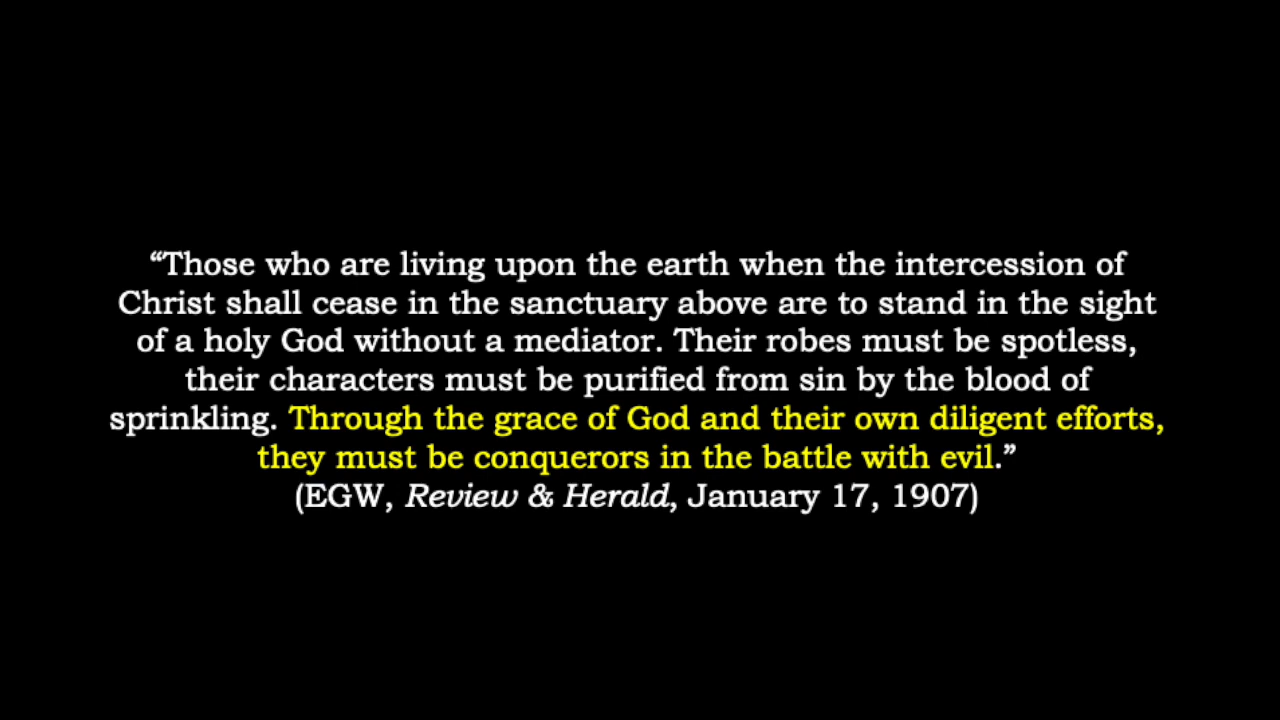 “Those who are living upon the earth when the intercession of
Christ shall cease in the sanctuary above are to stand in the sight
of a holy God without a mediator. Their robes must be spotless,
their characters must be purified from sin by the blood of
sprinkling. Through the grace of God and their own diligent efforts,
they must be conquerors in the battle with evil.”
(EGW, Review & Herald, January 17, 1907)